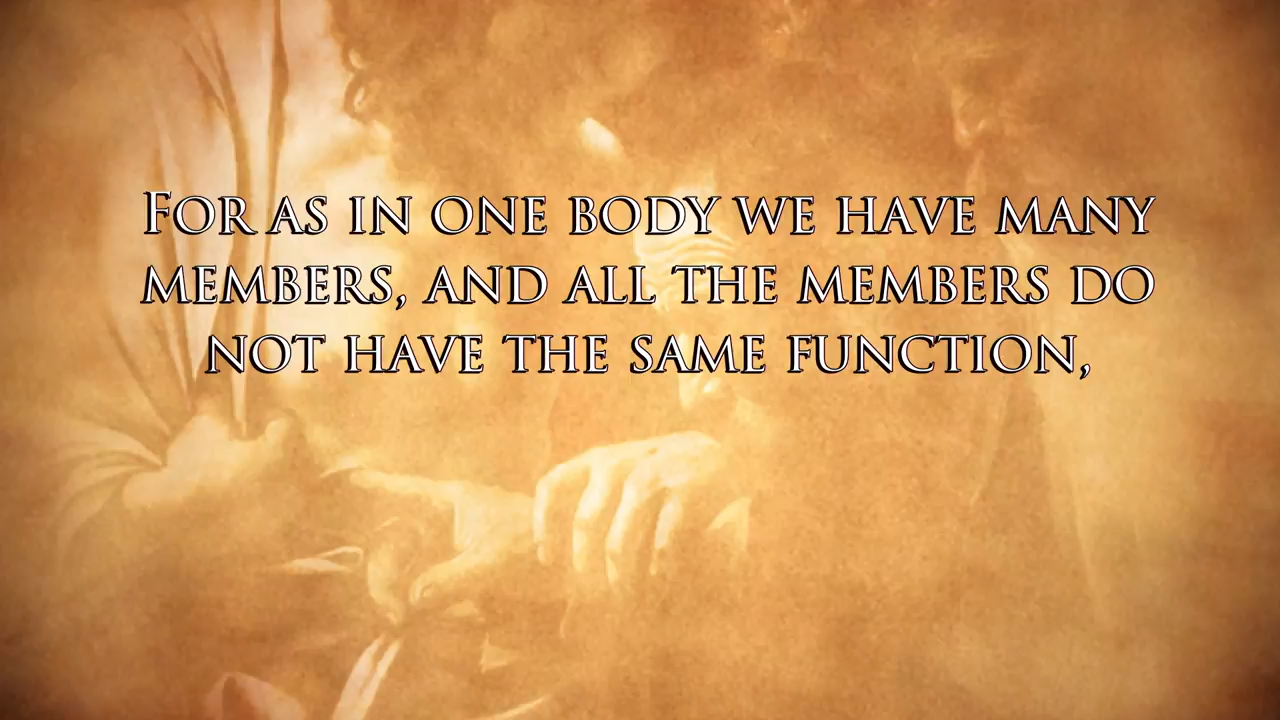 For as in one body we have many
members, and all the members do
not have the same function,